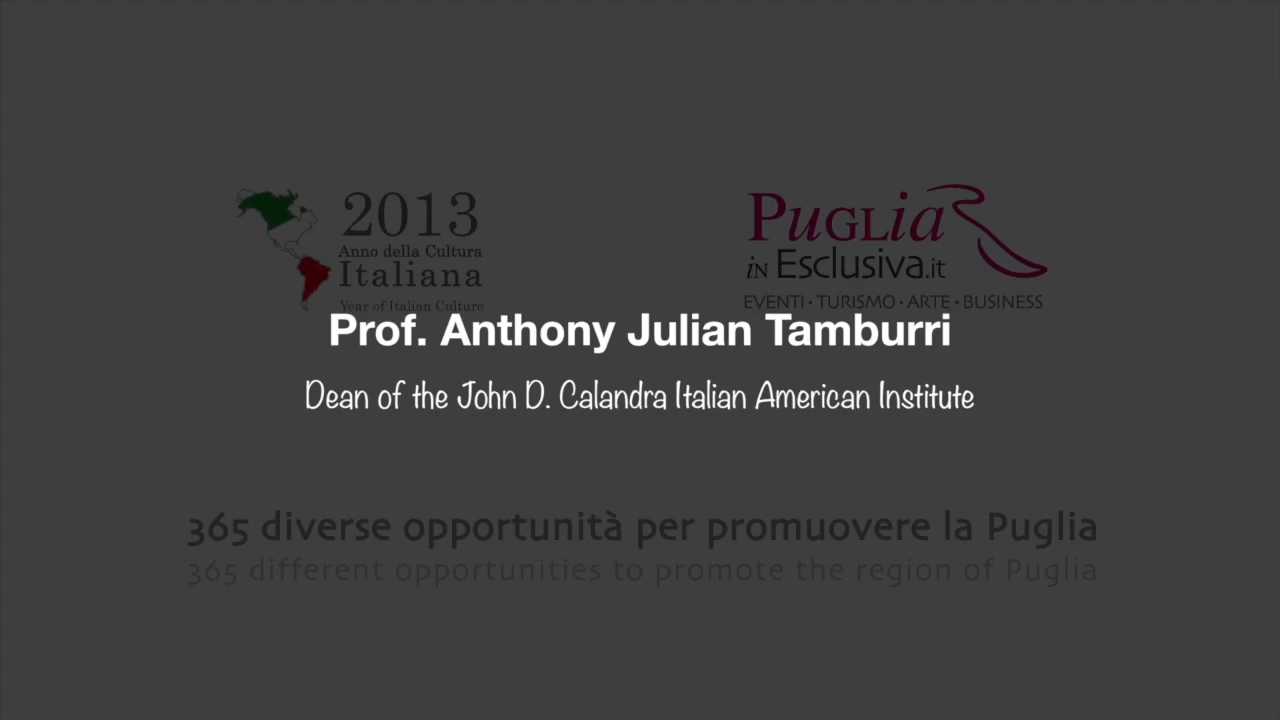 2013
Anno della Cultura
Italiana
Year of Italian Culture
PUGLia
iN Esclusiva.it
EVENTI · TURISMO · ARTE · BUSINESS
Prof. Anthony Julian Tamburri
Dean of the John D. Calandra Italian American Institute
365 diverse opportunità per promuovere la Puglia
365 different opportunities to promote the region of Puglia